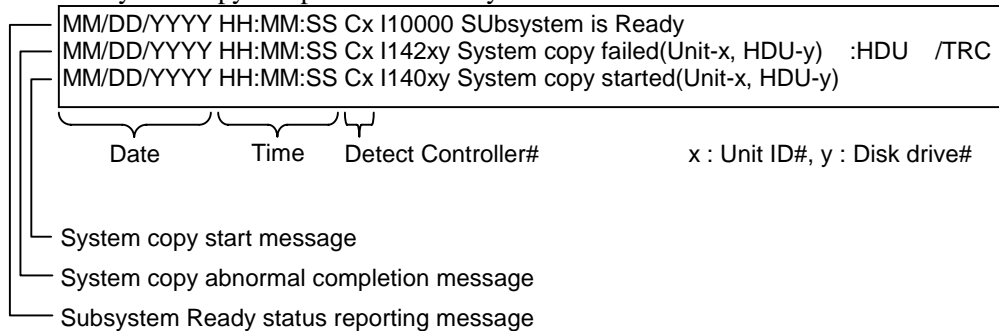 MM/DD/YYYY HH:MM:SS Cx I10000 SUbsystem is Ready
MM/DD/YYYY HH:MM:SS Cx I142xy System copy failed(Unit-x, HDU-y) :HDU /TRC
MM/DD/YYYY HH:MM:SS Cx I140xy System copy started(Unit-x, HDU-y)
Date Time Detect Controller# x : Unit ID#, y : Disk drive#
System copy start message
System copy abnormal completion message
Subsystem Ready status reporting message